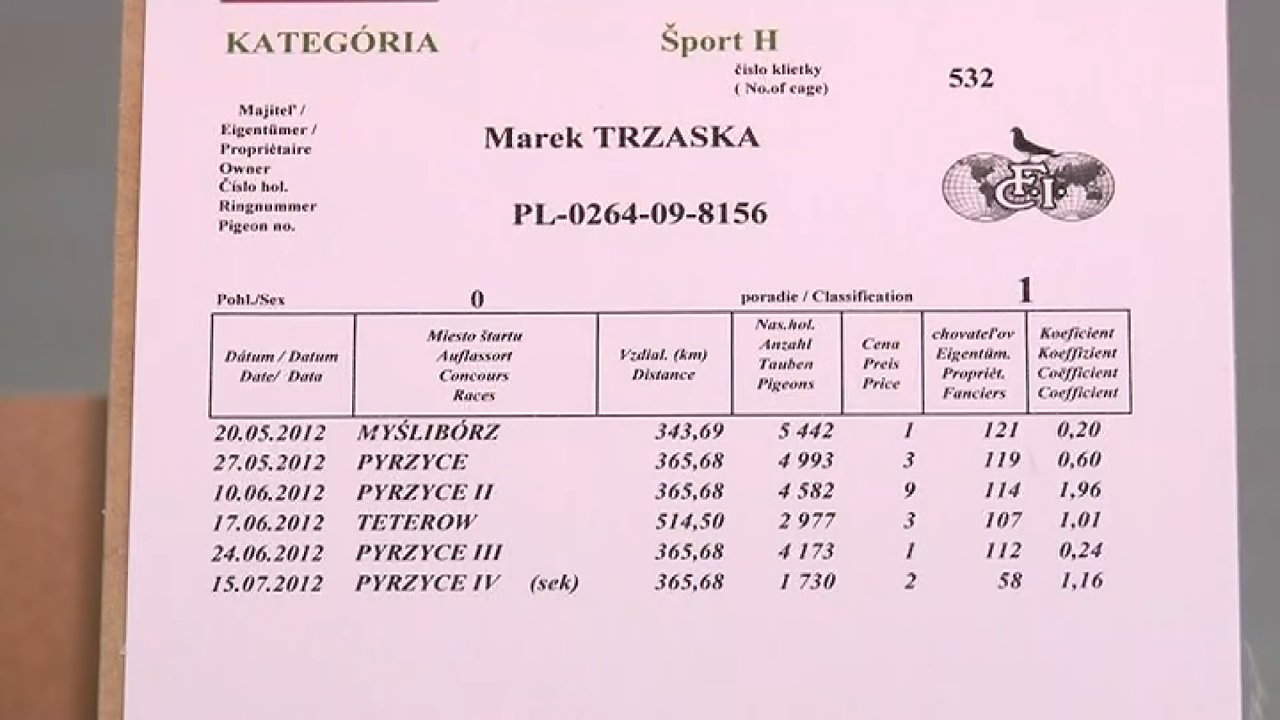 KATEGÓRIA Šport H
číslo klietky 532
( No.of cage)
Majiteľ /
Eigentümer / Marek TRZASKA
Propriétaire
Owner
Číslo hol.
Ringnummer PL-0264-09-8156
Pigeon no.
FCI
Pohl./Sex 0 poradie / Classification 1
Dátum / Datum
Date/ Data
Miesto štartu
Auflassort
Concours
Races
Vzdial. (km)
Distance
Nas.hol.
Anzahl
Tauben
Pigeons
Cena
Preis
Price
chovateľov
Eigentüm.
Propriét.
Fanciers
Koeficient
Koeffizient
Coëfficient
Coefficient
20.05.2012 MYŚLIBÓRZ 343,69 5 442 1 121 0,20
27.05.2012 PYRZYCE 365,68 4 993 3 119 0,60
10.06.2012 PYRZYCE II 365,68 4 582 9 114 1,96
17.06.2012 TETEROW 514,50 2 977 3 107 1,01
24.06.2012 PYRZYCE III 365,68 4 173 1 112 0,24
15.07.2012 PYRZYCE IV (sek) 365,68 1 730 2 58 1,16